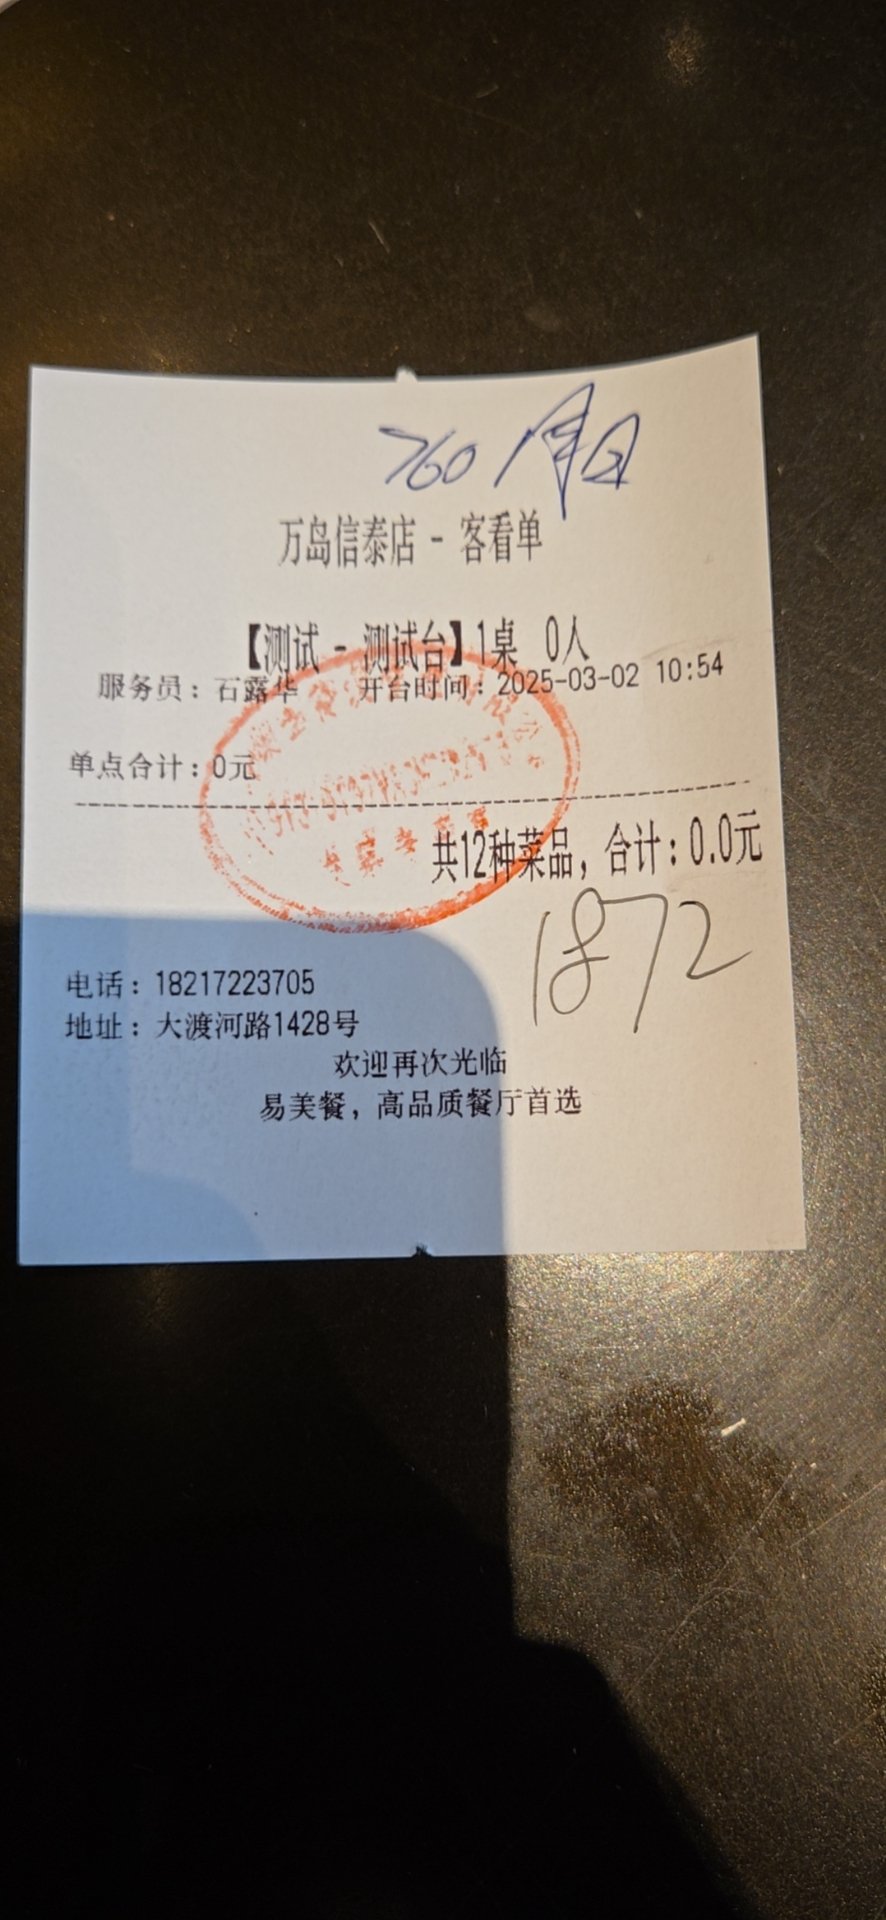 760
万岛信泰店 - 客看单
【测试 - 测试台】1桌 0人
服务员：石露华 开台时间：2025-03-02 10:54
单点合计：0元
共12种菜品，合计：0.0元
1872
电话：18217223705
地址：大渡河路1428号
欢迎再次光临
易美餐，高品质餐厅首选